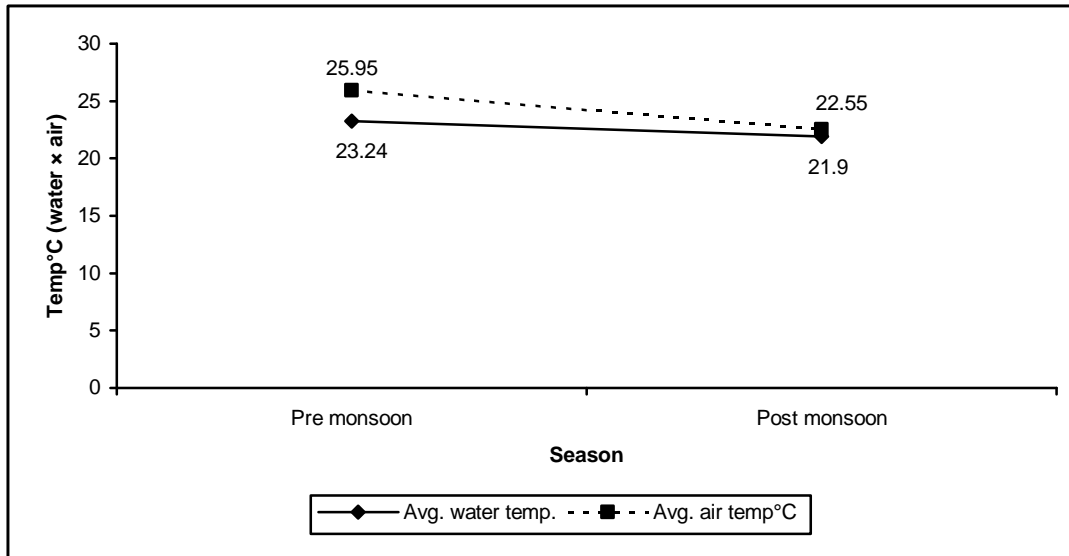 30
25
20
15
10
5
0
Temp°C (water × air)
25.95
22.55
23.24
21.9
Pre monsoon Post monsoon
Season
Avg. water temp. Avg. air temp°C